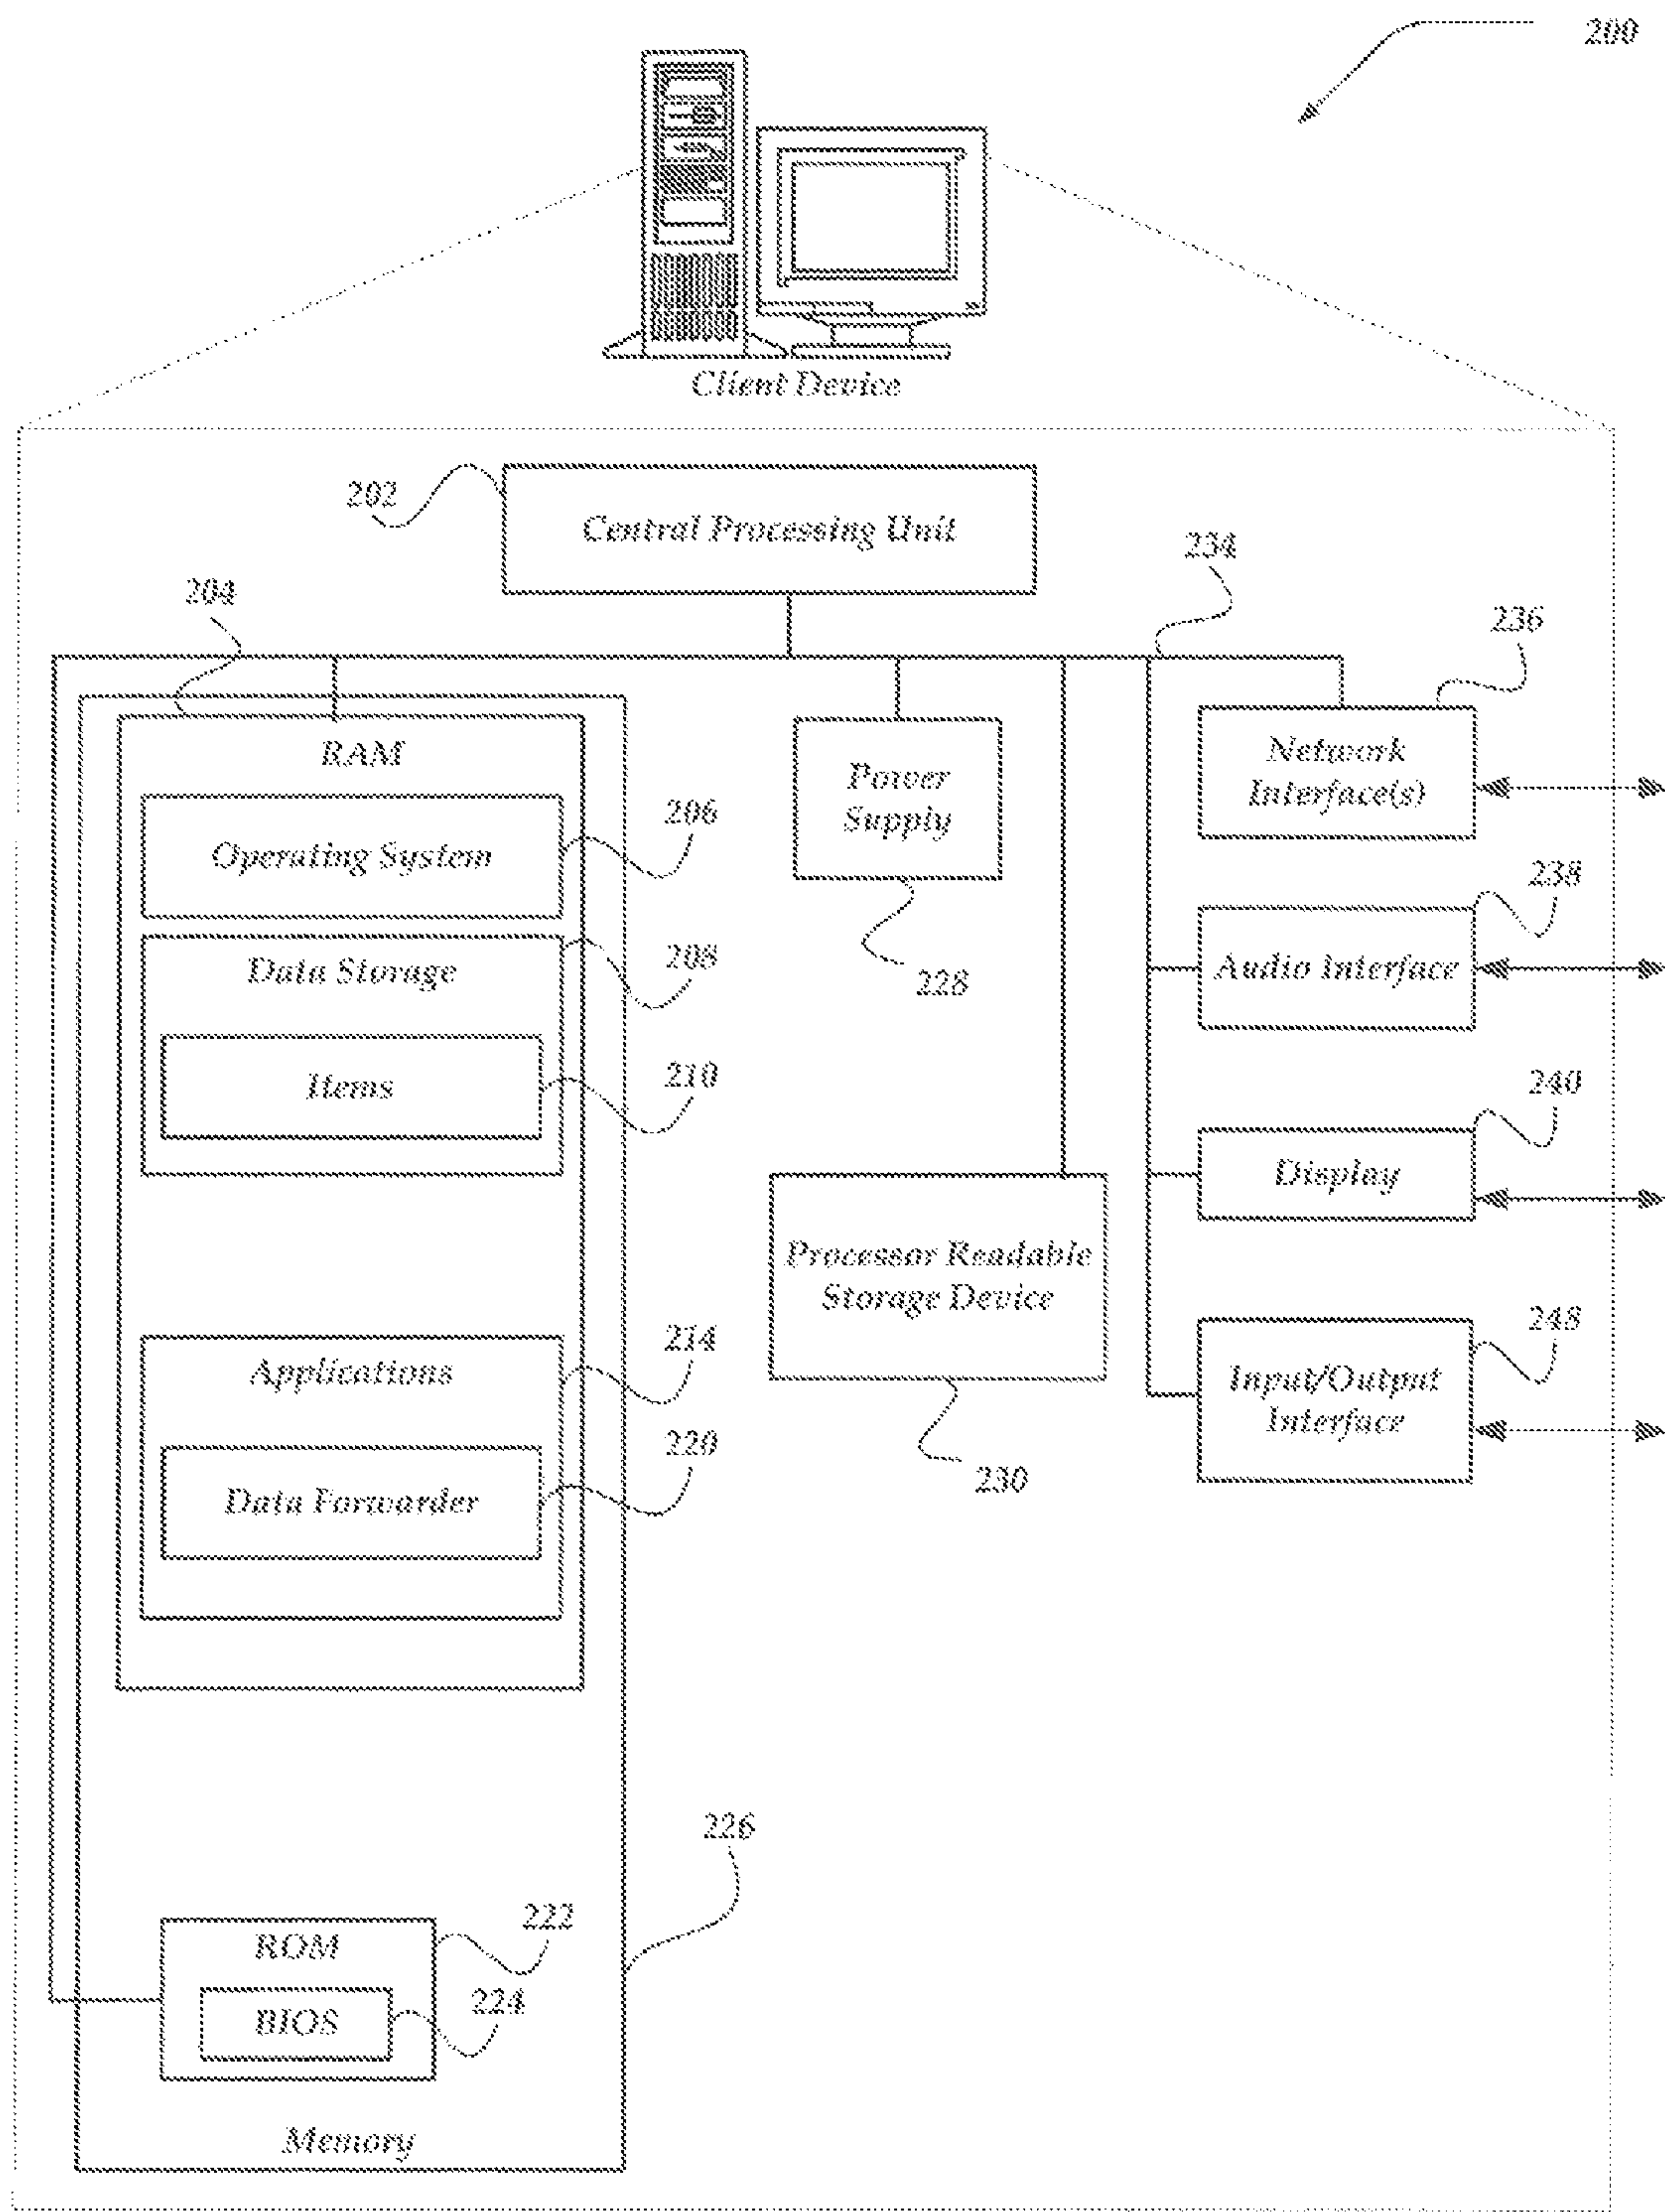 200
Client Device
202
Central Processing Unit
234
204
236
RAM
Network
Interface(s)
Power
Supply
206
Operating System
238
208
Data Storage
Audio Interface
228
210
Items
240
Display
Processor Readable
Storage Device
248
214
Applications
Input/Output
Interface
220
230
Data Forwarder
226
222
ROM
224
BIOS
Memory